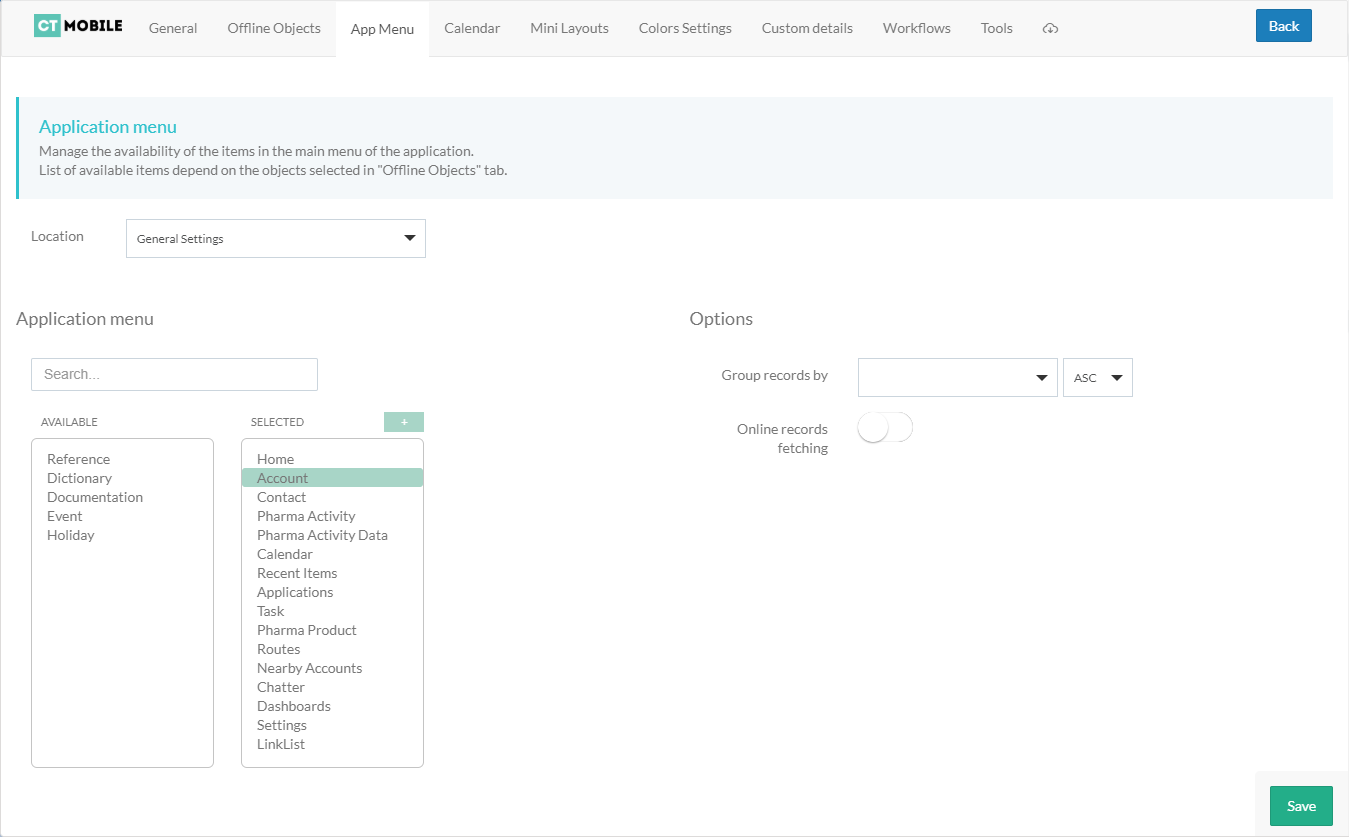 CT MOBILE General Offline Objects App Menu Calendar Mini Layouts Colors Settings Custom details Workflows Tools Back
Application menu
Manage the availability of the items in the main menu of the application.
List of available items depend on the objects selected in "Offline Objects" tab.
Location General Settings
Application menu
Search...
AVAILABLE
Reference
Dictionary
Documentation
Event
Holiday
SELECTED +
Home
Account
Contact
Pharma Activity
Pharma Activity Data
Calendar
Recent Items
Applications
Task
Pharma Product
Routes
Nearby Accounts
Chatter
Dashboards
Settings
LinkList
Options
Group records by ASC
Online records
fetching
Save